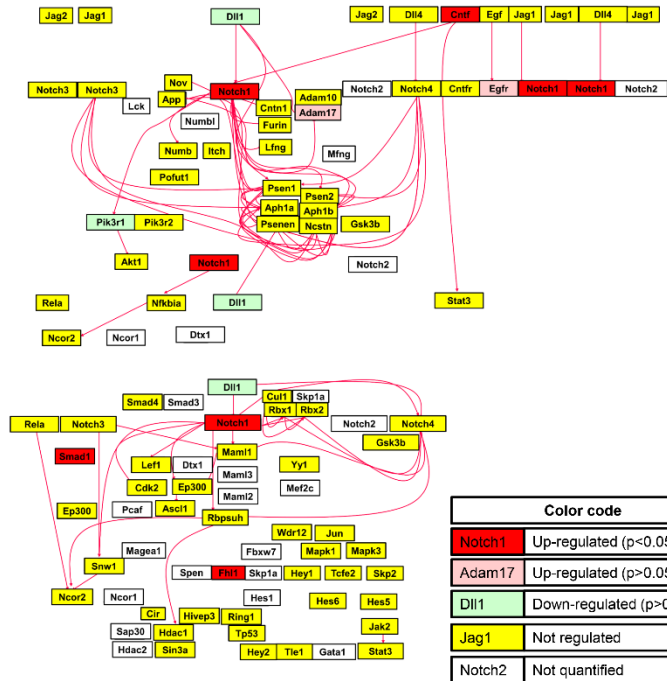 Jag2 Jag1 Dll1 Jag2 Dll4 Cntf Egf Jag1 Jag1 Dll4 Jag1
Notch3 Notch3 Nov App Notch1 Cntn1 Adam10 Adam17 Notch2 Notch4 Cntfr Egfr Notch1 Notch1 Notch2
Lck Numbl Furin
Numb Itch Lfng Mfng
Pofut1 Psen1 Psen2
Aph1a Aph1b
Pik3r1 Pik3r2 Psenen Ncstn Gsk3b
Akt1 Notch1 Notch2
Rela Nfkbia Dll1 Stat3
Ncor2 Ncor1 Dtx1
Dll1
Smad4 Smad3 Cul1 Skp1a
Rbx1 Rbx2
Rela Notch3 Notch1 Notch2 Notch4
Gsk3b
Smad1 Lef1 Dtx1 Maml1 Yy1
Maml3
Cdk2 Ep300 Mef2c
Maml2
Ep300 Pcaf Ascl1
Rbpsuh
Magea1 Wdr12 Jun
Fbxw7 Mapk1 Mapk3
Snw1 Spen Fhl1 Skp1a Hey1 Tcfe2 Skp2
Ncor2 Ncor1 Hes1 Hes6 Hes5
Cir Hivep3 Ring1
Sap30 Hdac1 Tp53 Jak2
Hdac2 Sin3a Hey2 Tle1 Gata1 Stat3
Color code
Notch1 Up-regulated (p<0.05
Adam17 Up-regulated (p>0.05
Dll1 Down-regulated (p>0
Jag1 Not regulated
Notch2 Not quantified